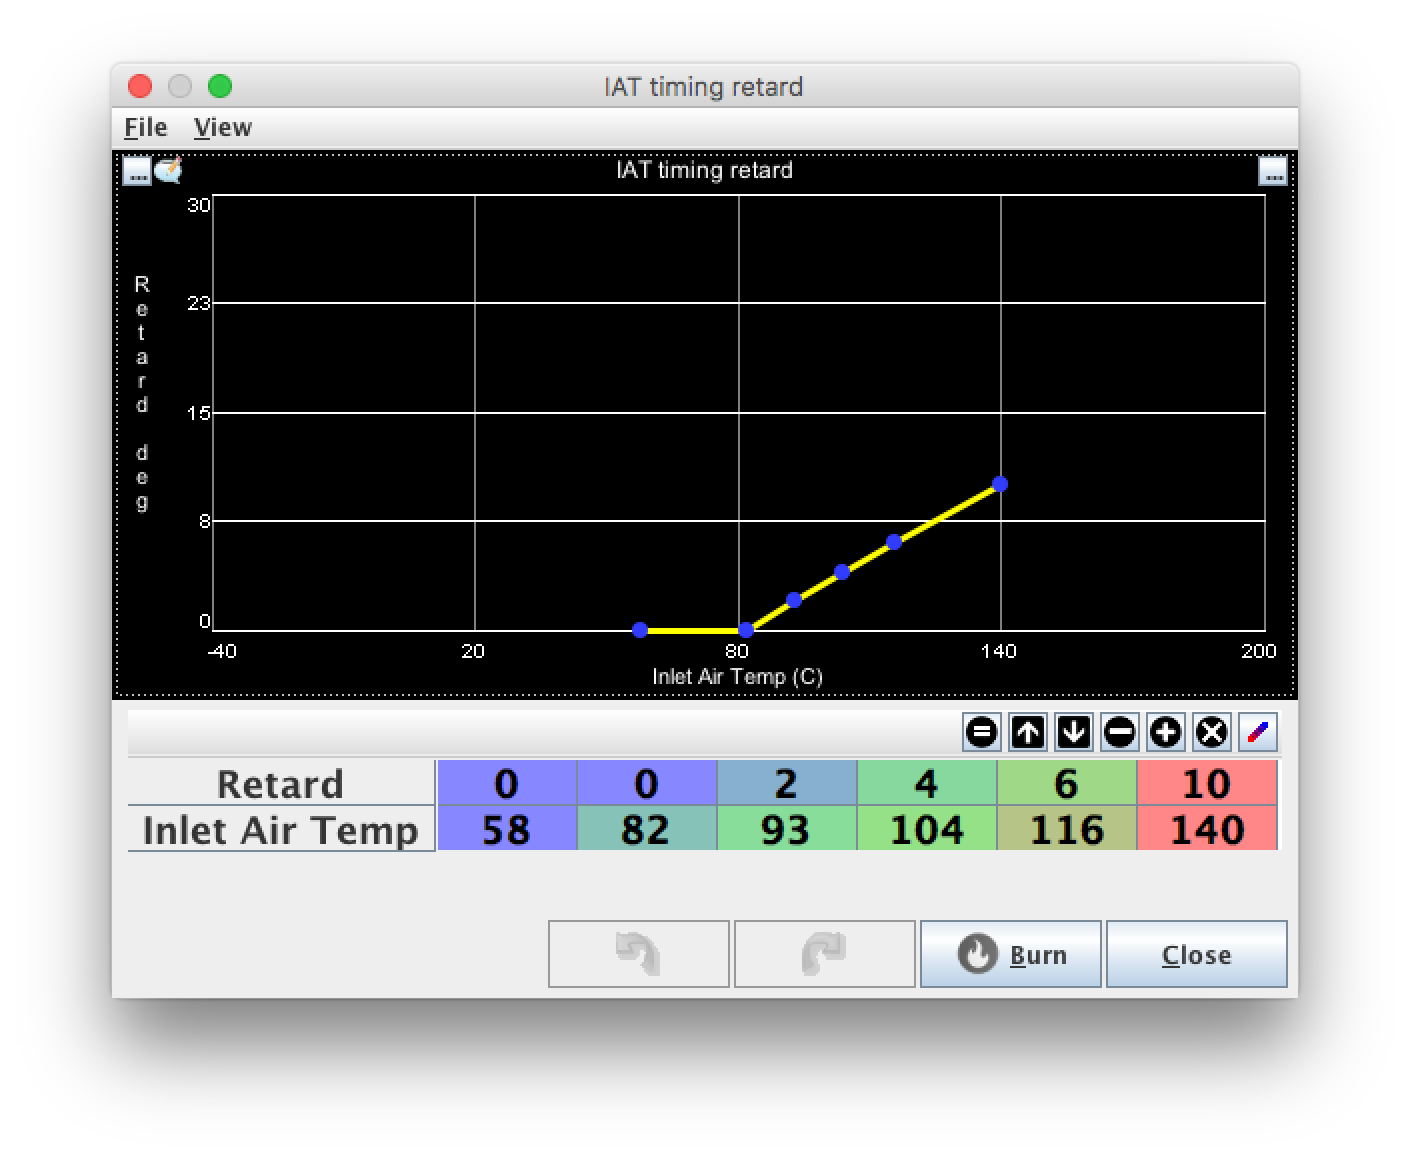 IAT timing retard
File View
... IAT timing retard ...
30
23
15
8
0
Retard deg
-40 20 80 140 200
Inlet Air Temp (C)
Retard 0 0 2 4 6 10
Inlet Air Temp 58 82 93 104 116 140
Burn Close